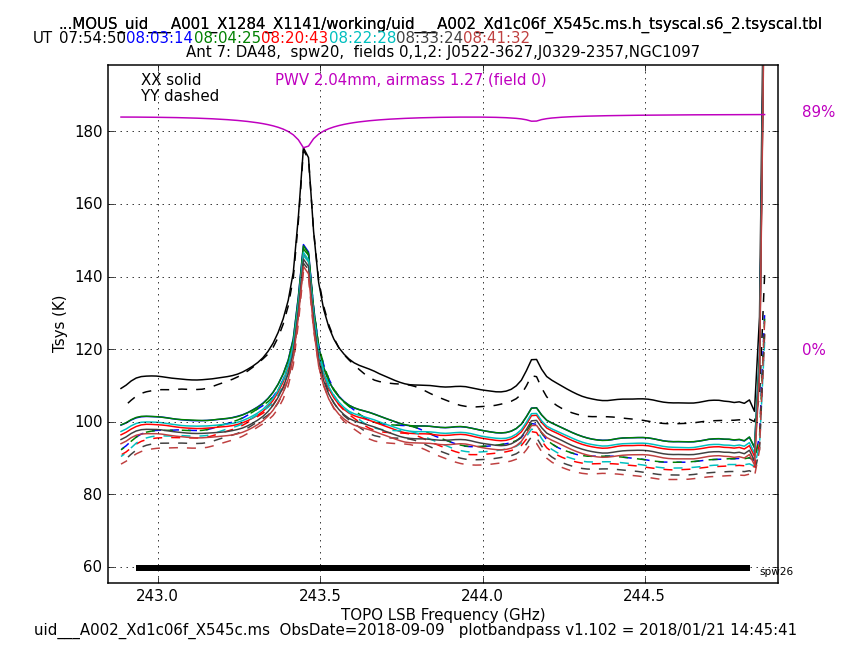 ...MOUS_uid___A001_X1284_X1141/working/uid___A002_Xd1c06f_X545c.ms.h_tsyscal.s6_2.tsyscal.tbl
UT 07:54:50 08:03:14 08:04:25 08:20:43 08:22:28 08:33:24 08:41:32
Ant 7: DA48, spw20, fields 0,1,2: J0522-3627,J0329-2357,NGC1097
XX solid
PWV 2.04mm, airmass 1.27 (field 0)
YY dashed
89%
180
160
140
120
100
80
60
0%
Tsys (K)
spw26
243.0 243.5 244.0 244.5
TOPO LSB Frequency (GHz)
uid___A002_Xd1c06f_X545c.ms ObsDate=2018-09-09 plotbandpass v1.102 = 2018/01/21 14:45:41